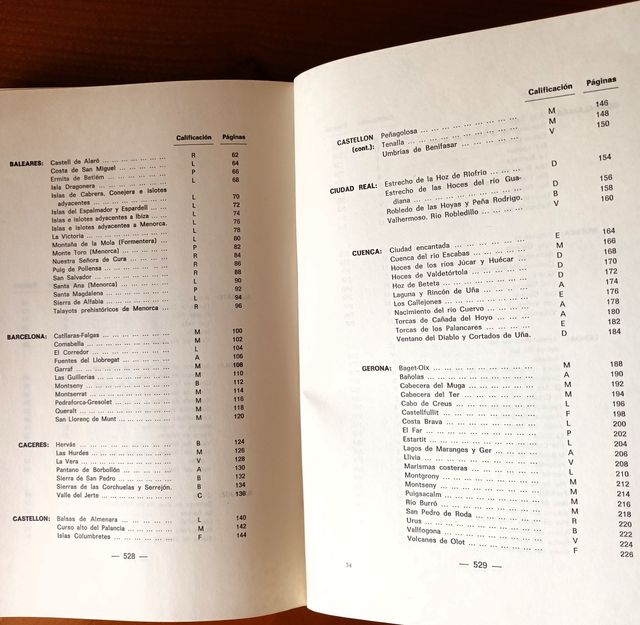 Calificación Páginas
BALEARES: Castell de Alaró ... ... ... ... ... ... R 62
Costa de San Miguel ... ... ... ... ... L 64
Ermita de Betlém ... ... ... ... ... ... P 66
Isla Dragonera ... ... ... ... ... ... ... L 68
Islas de Cabrera, Conejera e islotes
adyacentes ... ... ... ... ... ... ... L 70
Islas del Espalmador y Espardell ... ... L 72
Islas e islotes adyacentes a Ibiza ... ... L 74
Islas e islotes adyacentes a Menorca. L 76
La Victoria ... ... ... ... ... ... ... ... L 78
Montaña de la Mola (Formentera) ... L 80
Monte Toro (Menorca) ... ... ... ... ... P 82
Nuestra Señora de Cura ... ... ... ... R 84
Puig de Pollensa ... ... ... ... ... ... R 86
San Salvador ... ... ... ... ... ... ... R 88
Santa Ana (Menorca) ... ... ... ... ... L 90
Santa Magdalena ... ... ... ... ... ... P 92
Sierra de Alfabia ... ... ... ... ... ... L 94
Talayots prehistóricos de Menorca ... R 96
BARCELONA: Catllaras-Falgas ... ... ... ... ... ... M 100
Comabella ... ... ... ... ... ... ... ... M 102
El Corredor ... ... ... ... ... ... ... L 104
Fuentes del Llobregat ... ... ... ... ... A 106
Garraf ... ... ... ... ... ... ... ... ... M 108
Las Guillerias ... ... ... ... ... ... ... M 110
Montseny ... ... ... ... ... ... ... ... B 112
Montserrat ... ... ... ... ... ... ... ... M 114
Pedraforca-Gresolet ... ... ... ... ... M 116
Queralt ... ... ... ... ... ... ... ... ... M 118
San Llorenç de Munt ... ... ... ... ... M 120
CACERES: Hervás ... ... ... ... ... ... ... ... ... B 124
Las Hurdes ... ... ... ... ... ... ... ... M 126
La Vera ... ... ... ... ... ... ... ... ... V 128
Pantano de Borbollón ... ... ... ... ... A 130
Sierra de San Pedro ... ... ... ... ... B 132
Sierras de las Corchuelas y Serrejón. B 134
Valle del Jerte ... ... ... ... ... ... ... C 136
CASTELLON: Balsas de Almenara ... ... ... ... ... L 140
Curso alto del Palancia ... ... ... ... M 142
Islas Columbretes ... ... ... ... ... ... F 144
— 528 —
Calificación Páginas
CASTELLON Peñagolosa ... ... ... ... ... ... ... M 146
(cont.): Tenalla ... ... ... ... ... ... ... ... M 148
Umbrías de Benifasar ... ... ... ... ... V 150
CIUDAD REAL: Estrecho de la Hoz de Riofrío ... ... D 154
Estrecho de las Hoces del río Gua-
diana ... ... ... ... ... ... ... ... ... D 156
Robledo de las Hoyas y Peña Rodrigo. B 158
Valhermoso, Río Robledillo ... ... ... V 160
CUENCA: Ciudad encantada ... ... ... ... ... ... E 164
Cuenca del río Escabas ... ... ... ... M 166
Hoces de los ríos Júcar y Huécar ... D 168
Hoces de Valdetórtola ... ... ... ... ... D 170
Hoz de Beteta ... ... ... ... ... ... ... D 172
Laguna y Rincón de Uña ... ... ... ... A 174
Los Callejones ... ... ... ... ... ... ... E 176
Nacimiento del río Cuervo ... ... ... ... A 178
Torcas de Cañada del Hoyo ... ... ... A 180
Torcas de los Palancares ... ... ... ... E 182
Ventano del Diablo y Cortados de Uña. D 184
GERONA: Baget-Oix ... ... ... ... ... ... ... ... M 188
Bañolas ... ... ... ... ... ... ... ... ... A 190
Cabecera del Muga ... ... ... ... ... ... M 192
Cabecera del Ter ... ... ... ... ... ... M 194
Cabo de Creus ... ... ... ... ... ... ... L 196
Castellfullit ... ... ... ... ... ... ... ... F 198
Costa Brava ... ... ... ... ... ... ... ... L 200
El Far ... ... ... ... ... ... ... ... ... P 202
Estartit ... ... ... ... ... ... ... ... ... L 204
Lagos de Maranges y Ger ... ... ... ... A 206
Llivia ... ... ... ... ... ... ... ... ... V 208
Marismas costeras ... ... ... ... ... ... L 210
Montgrony ... ... ... ... ... ... ... ... M 212
Montseny ... ... ... ... ... ... ... ... M 214
Puigsacalm ... ... ... ... ... ... ... ... M 216
Río Burró ... ... ... ... ... ... ... ... M 218
San Pedro de Roda ... ... ... ... ... ... R 220
Urus ... ... ... ... ... ... ... ... ... B 222
Vallfogona ... ... ... ... ... ... ... ... V 224
Volcanes de Olot ... ... ... ... ... ... F 226
34
— 529 —